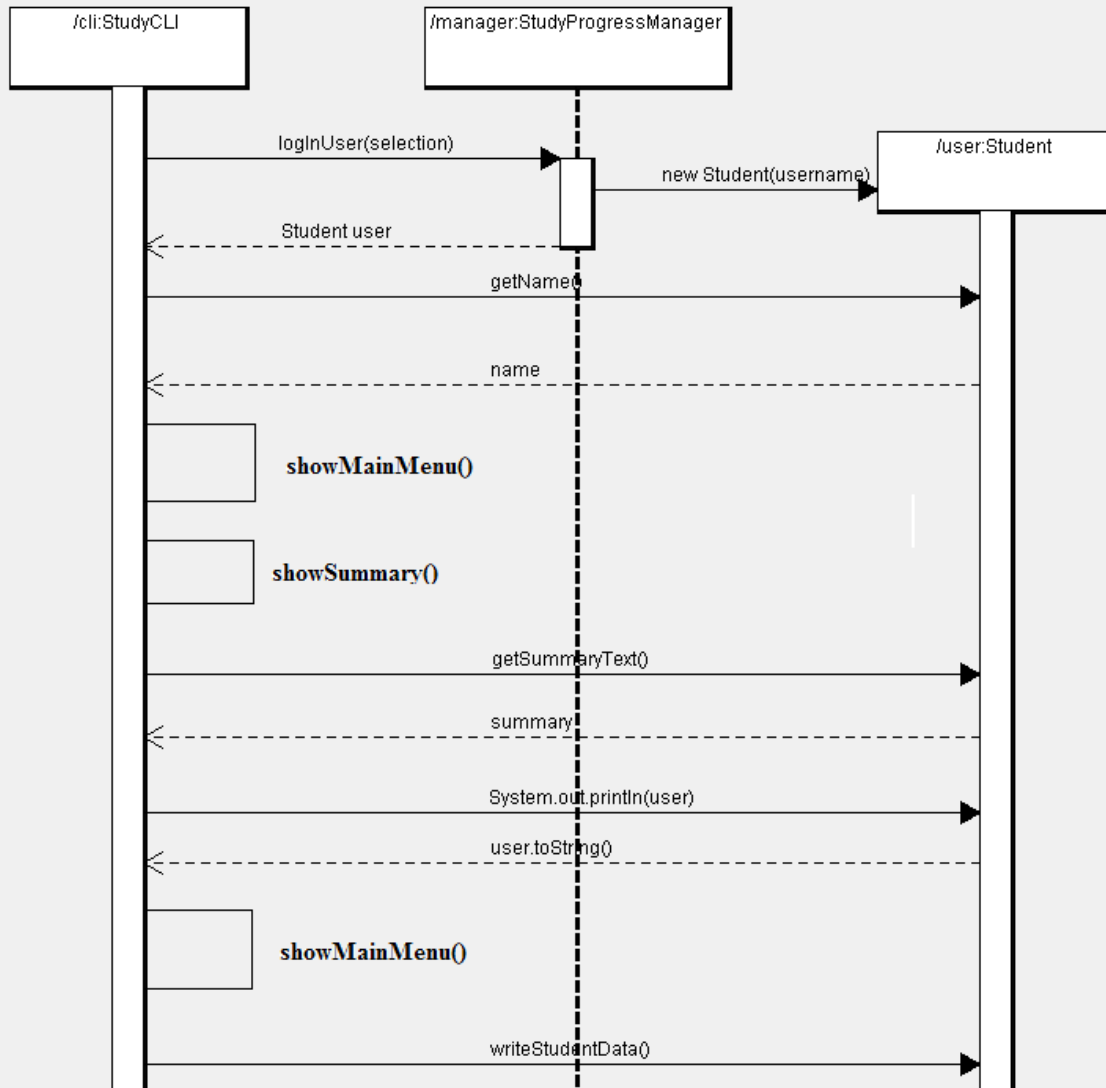 /cli:StudyCLI
/manager:StudyProgressManager
/user:Student
logInUser(selection)
new Student(username)
Student user
getName()
name
showMainMenu()
showSummary()
getSummaryText()
summary
System.out.println(user)
user.toString()
showMainMenu()
writeStudentData()